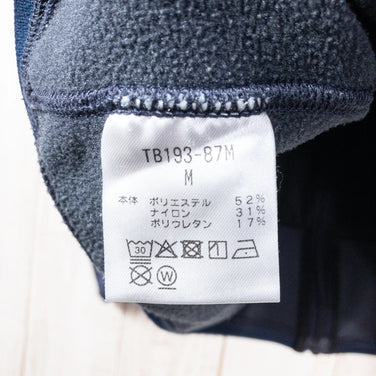 TB193-87M
M
本体 ポリエステル 52%
ナイロン 31%
ポリウレタン 17%
30
W